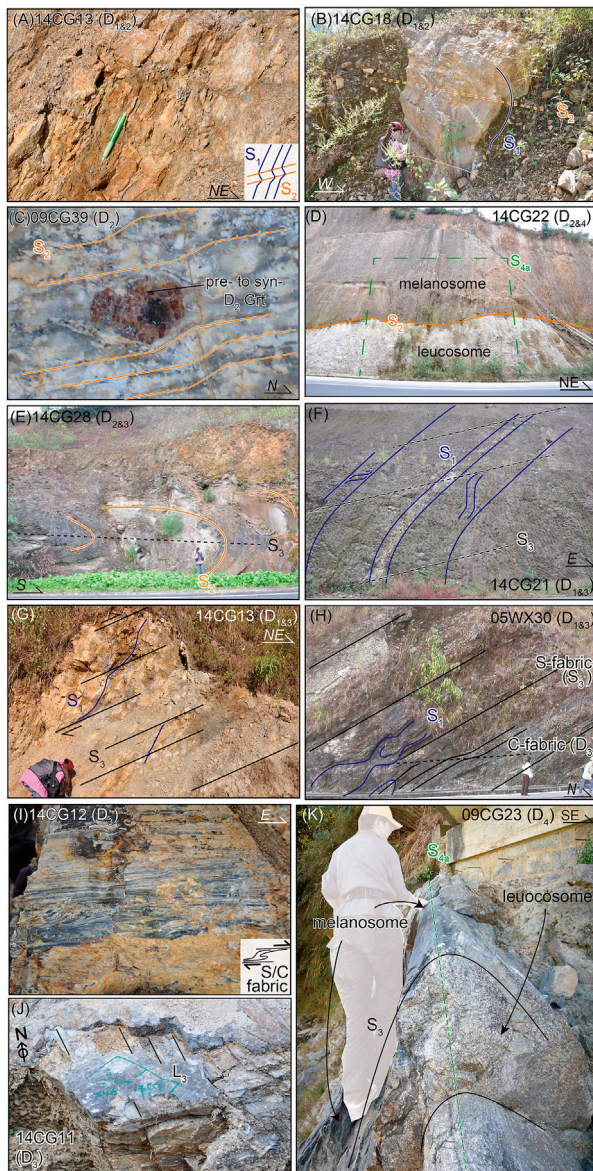 (A)14CG13 (D1&2)
S1
S2
NE
(B)14CG18 (D1&2)
S2
S1
W
(C)09CG39 (D2)
S2
pre- to syn-
D2 Grt
N
(D)
14CG22 (D2&4)
S4a
melanosome
S2
leucosome
NE
(E)14CG28 (D2&3)
S3
S
S2
(F)
S1
S3
E
14CG21 (D1&3)
(G)
14CG13 (D1&3)
NE
S1
S3
(H)
05WX30 (D1&3)
S-fabric
(S3)
S1
C-fabric (D3
N
(I)14CG12 (D3)
E
S/C
fabric
(J)
N
L3
14CG11
(D3)
(K)
09CG23 (D4)
SE
S4a
leuocosome
melanosome
S3